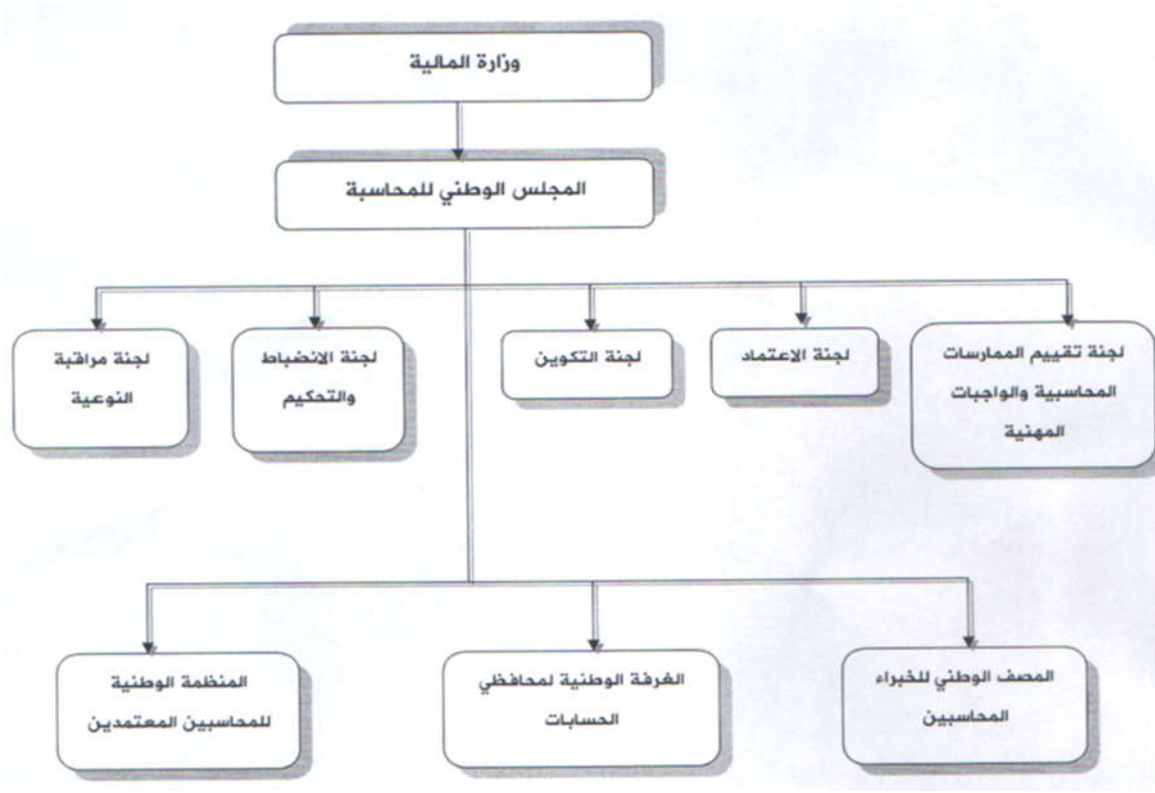 وزارة المالية
المجلس الوطني للمحاسبة
لجنة تقييم الممارسات
المحاسبية والواجبات
المهنية
لجنة الاعتماد
لجنة التكوين
لجنة الانضباط
والتحكيم
لجنة مراقبة
النوعية
المصف الوطني للخبراء
المحاسبين
الغرفة الوطنية لمحافظي
الحسابات
المنظمة الوطنية
للمحاسبين المعتمدين